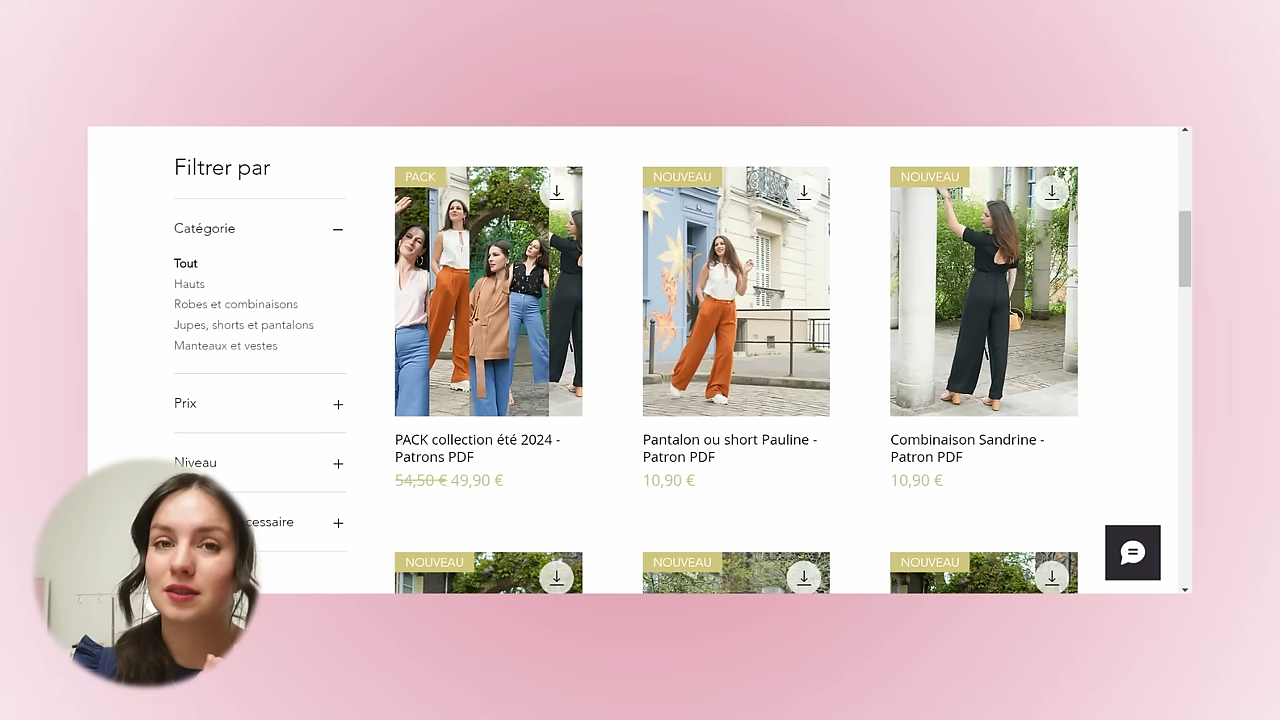 Filtrer par
Catégorie
Tout
Hauts
Robes et combinaisons
Jupes, shorts et pantalons
Manteaux et vestes
Prix
Niveau
PACK
PACK collection été 2024 -
Patrons PDF
54,50 € 49,90 €
NOUVEAU
Pantalon ou short Pauline -
Patron PDF
10,90 €
NOUVEAU
Combinaison Sandrine -
Patron PDF
10,90 €
NOUVEAU
NOUVEAU
NOUVEAU